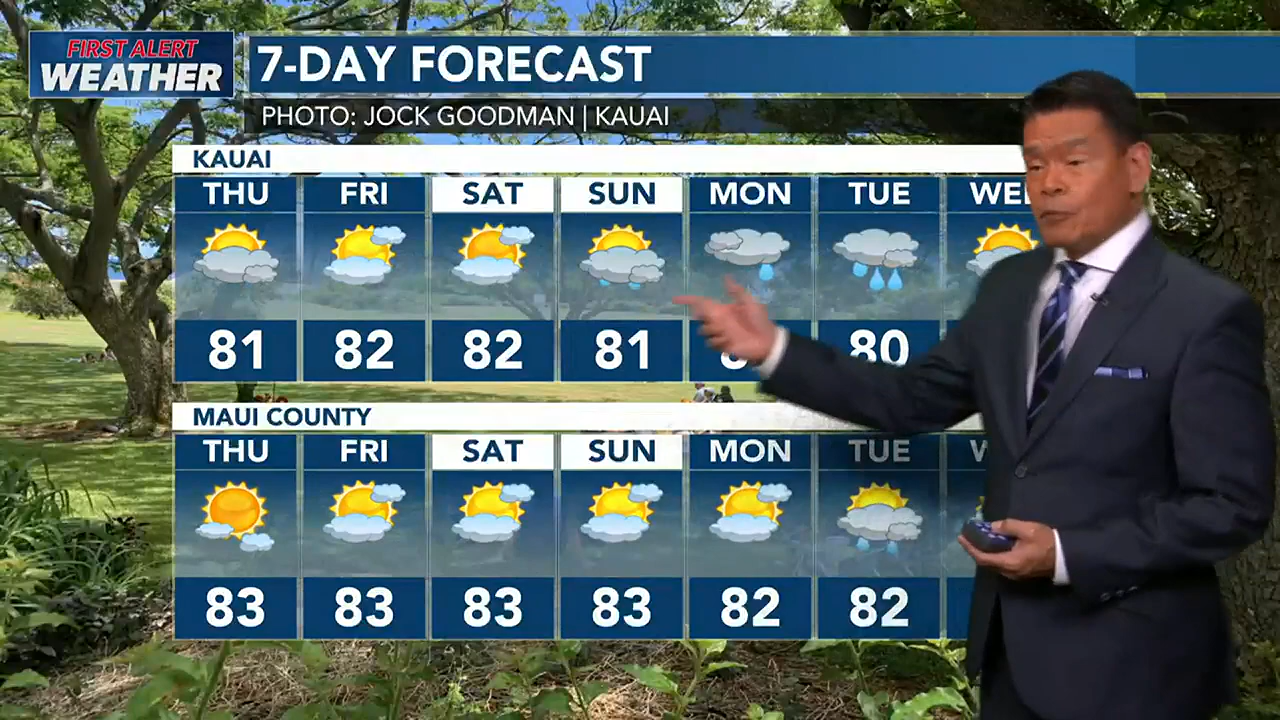 FIRST ALERT
WEATHER
7-DAY FORECAST
PHOTO: JOCK GOODMAN | KAUAI
KAUAI
THU FRI SAT SUN MON TUE
81 82 82 81 80
MAUI COUNTY
THU FRI SAT SUN MON TUE
83 83 83 83 82 82